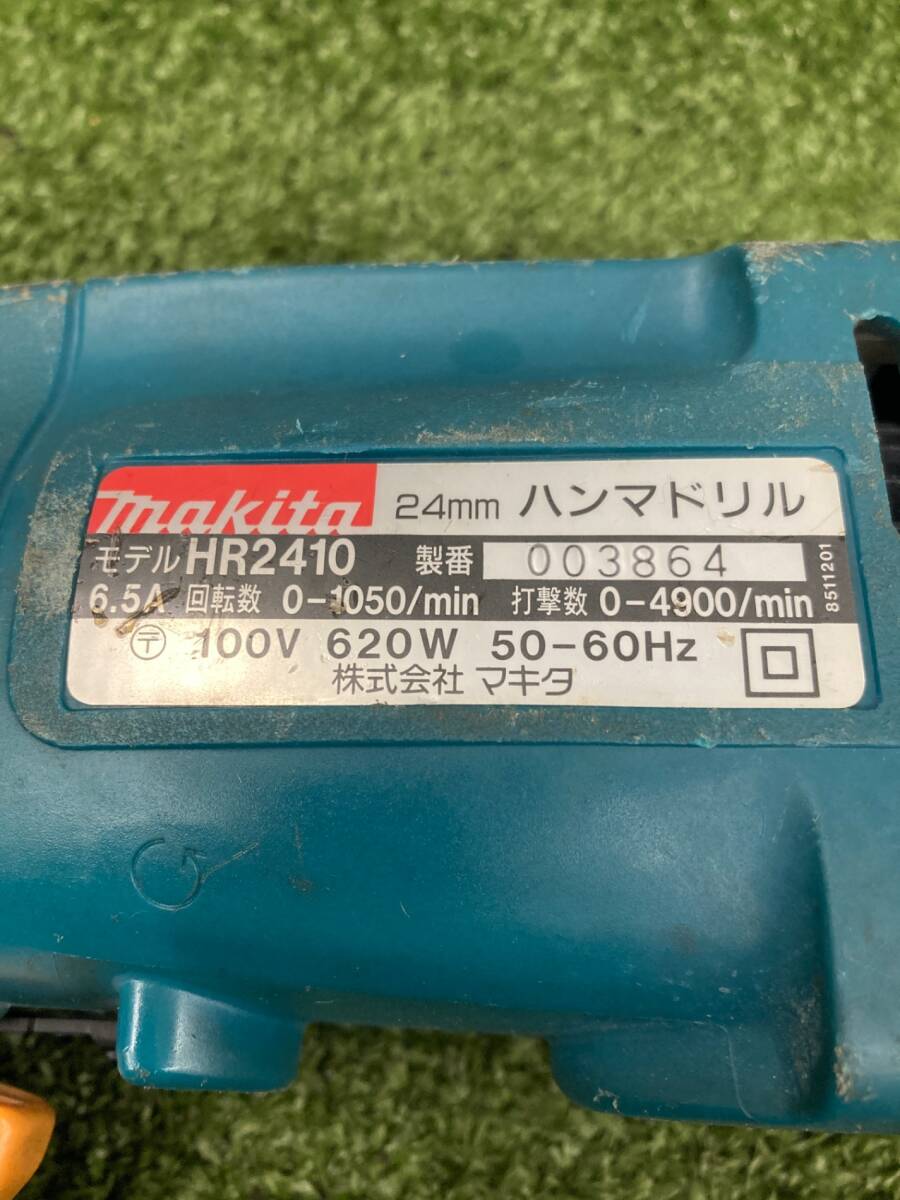 makita 24mm ハンマドリル
モデル HR2410 製番 003864
6.5A 回転数 0-1050/min 打撃数 0-4900/min
〶 100V 620W 50-60Hz
株式会社 マキタ
8511201